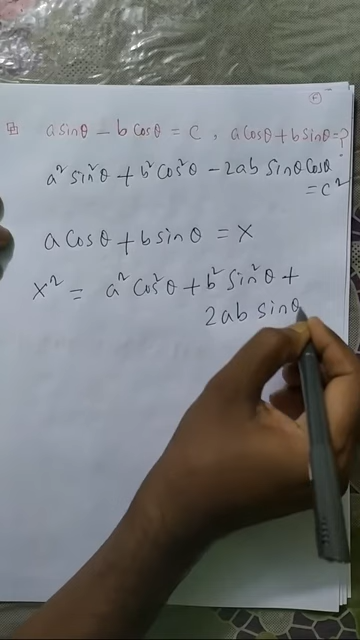 a sinθ - b cosθ = c, a cosθ + b sinθ = ?
a² sin²θ + b² cos²θ - 2ab sinθ cosθ
= c²
a cosθ + b sinθ = x
x² = a² cos²θ + b² sin²θ +
2ab sinθ